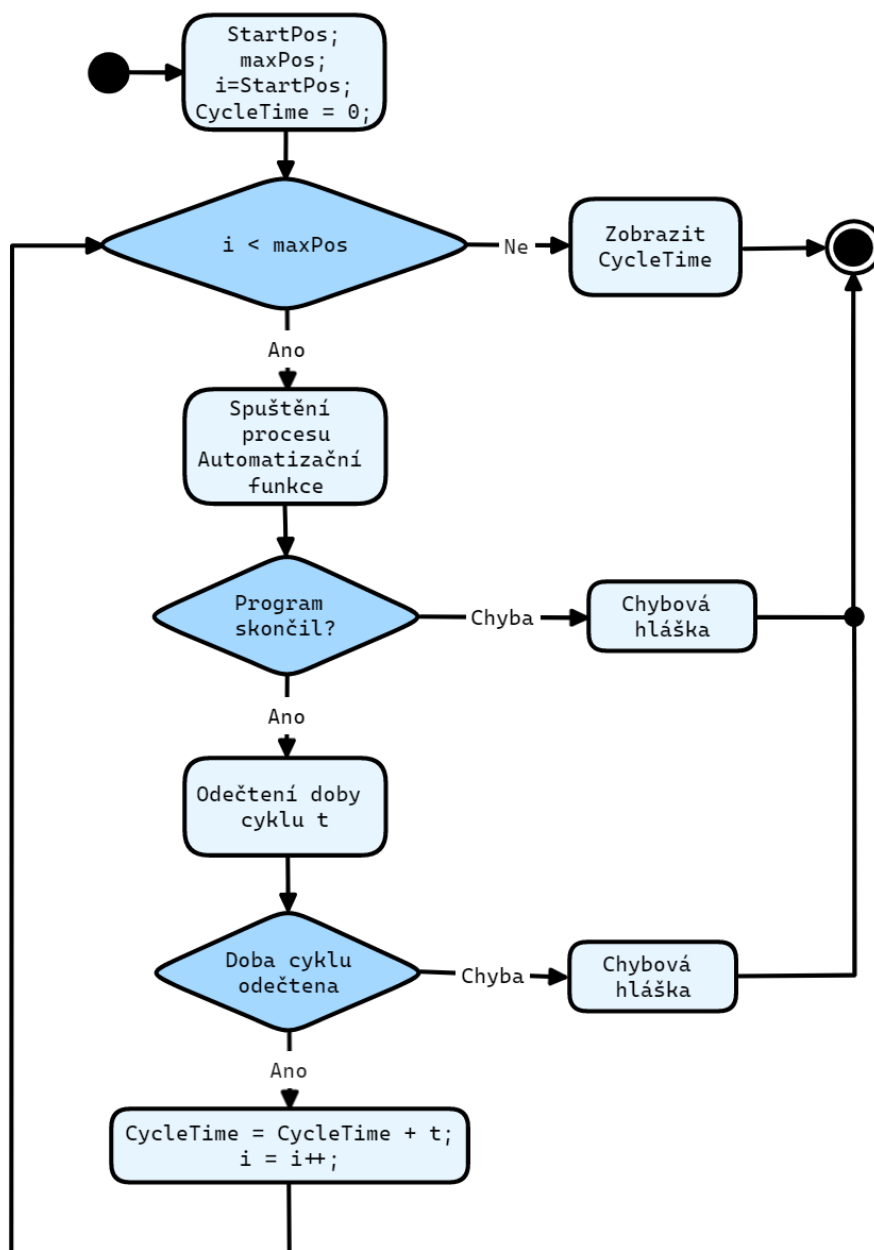 StartPos;
maxPos;
i=StartPos;
CycleTime = 0;
i < maxPos
Ne
Zobrazit
CycleTime
Ano
Spuštění
procesu
Automatizační
funkce
Program
skončil?
Chyba
Chybová
hláška
Ano
Odečtení doby
cyklu t
Doba cyklu
odečtena
Chyba
Chybová
hláška
Ano
CycleTime = CycleTime + t;
i = i++;